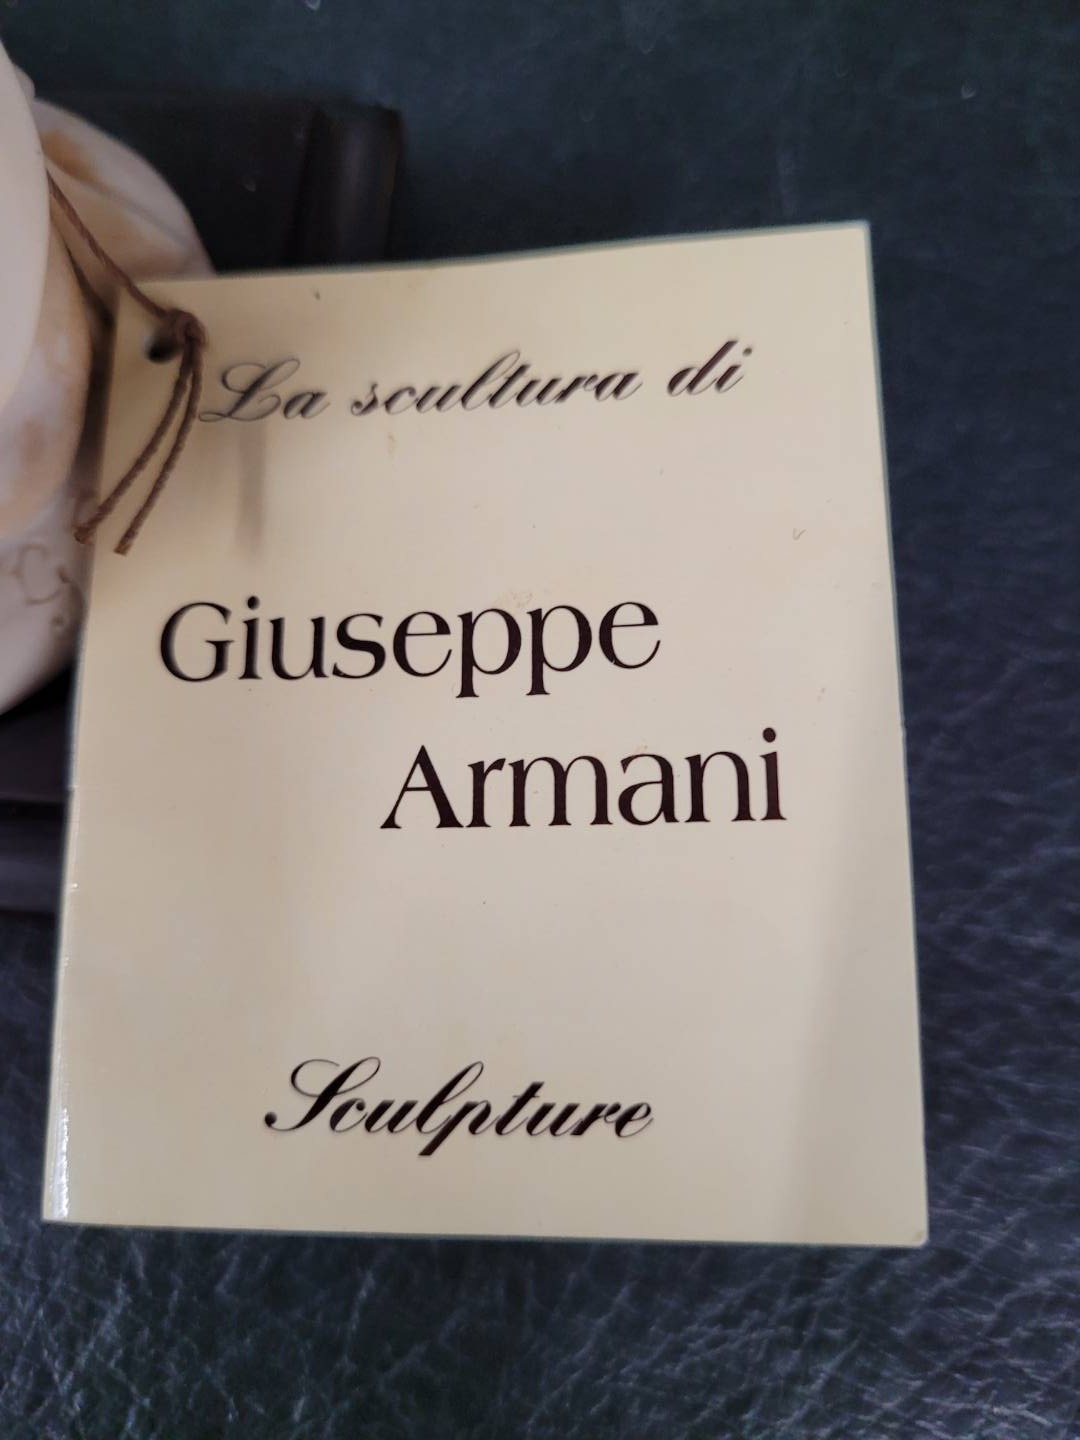 La scultura di
Giuseppe
Armani
Sculpture